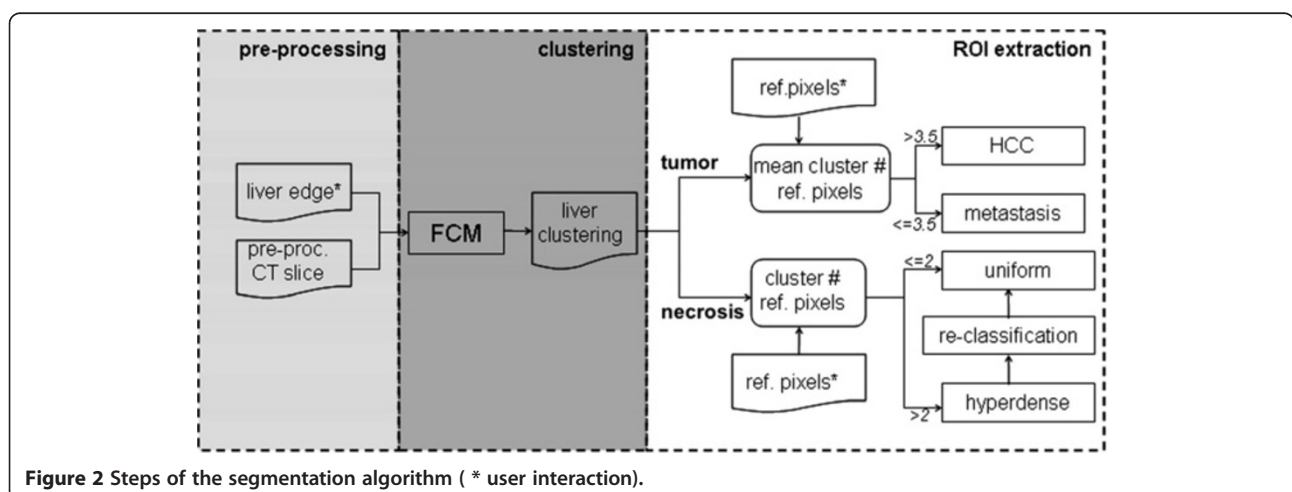 pre-processing
clustering
ROI extraction
liver edge*
pre-proc.
CT slice
FCM
liver
clustering
tumor
necrosis
ref.pixels*
mean cluster #
ref. pixels
>3.5
HCC
<=3.5
metastasis
cluster #
ref. pixels
ref. pixels*
<=2
uniform
re-classification
>2
hyperdense
Figure 2 Steps of the segmentation algorithm ( * user interaction).